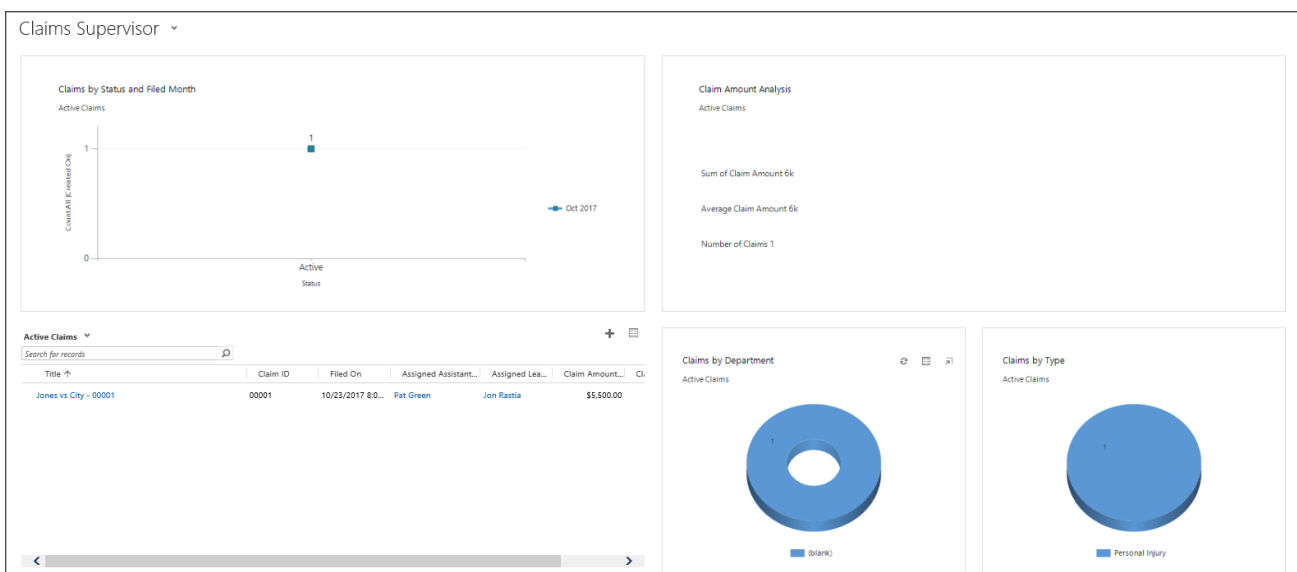 Claims Supervisor
Claims by Status and Filed Month
Active Claims
CountAll (Created On)
1
0
1
Active
Status
Oct 2017
Claim Amount Analysis
Active Claims
Sum of Claim Amount 6k
Average Claim Amount 6k
Number of Claims 1
Active Claims
Search for records
Title Claim ID Filed On Assigned Assistant... Assigned Lea... Claim Amount... Cl
Jones vs City - 00001 00001 10/23/2017 8:0... Pat Green Jon Rastia $5,500.00
Claims by Department
Active Claims
1
(blank)
Claims by Type
Active Claims
1
Personal Injury